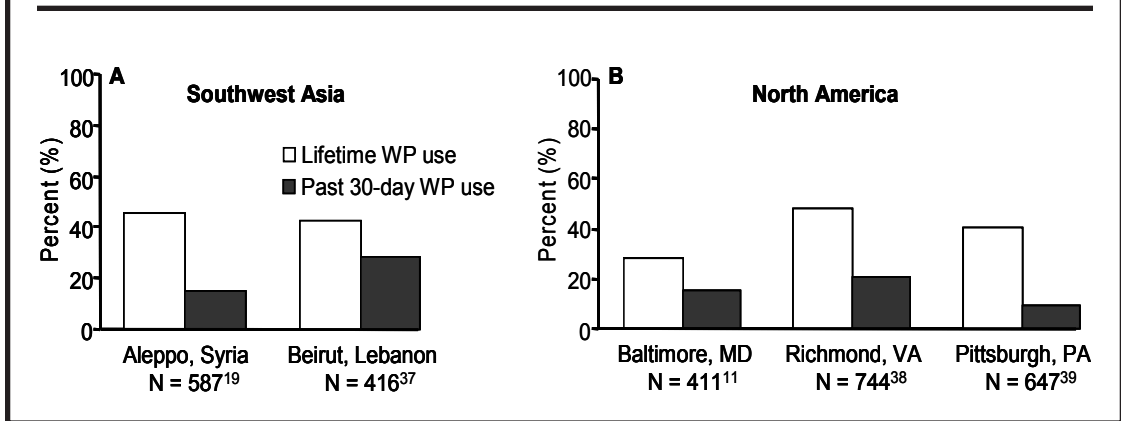 A
Southwest Asia
100
80
60
40
20
0
Percent (%)
Lifetime WP use
Past 30-day WP use
Aleppo, Syria
N = 587¹⁹
Beirut, Lebanon
N = 416³⁷
B
North America
100
80
60
40
20
0
Percent (%)
Baltimore, MD
N = 411¹¹
Richmond, VA
N = 744³⁸
Pittsburgh, PA
N = 647³⁹